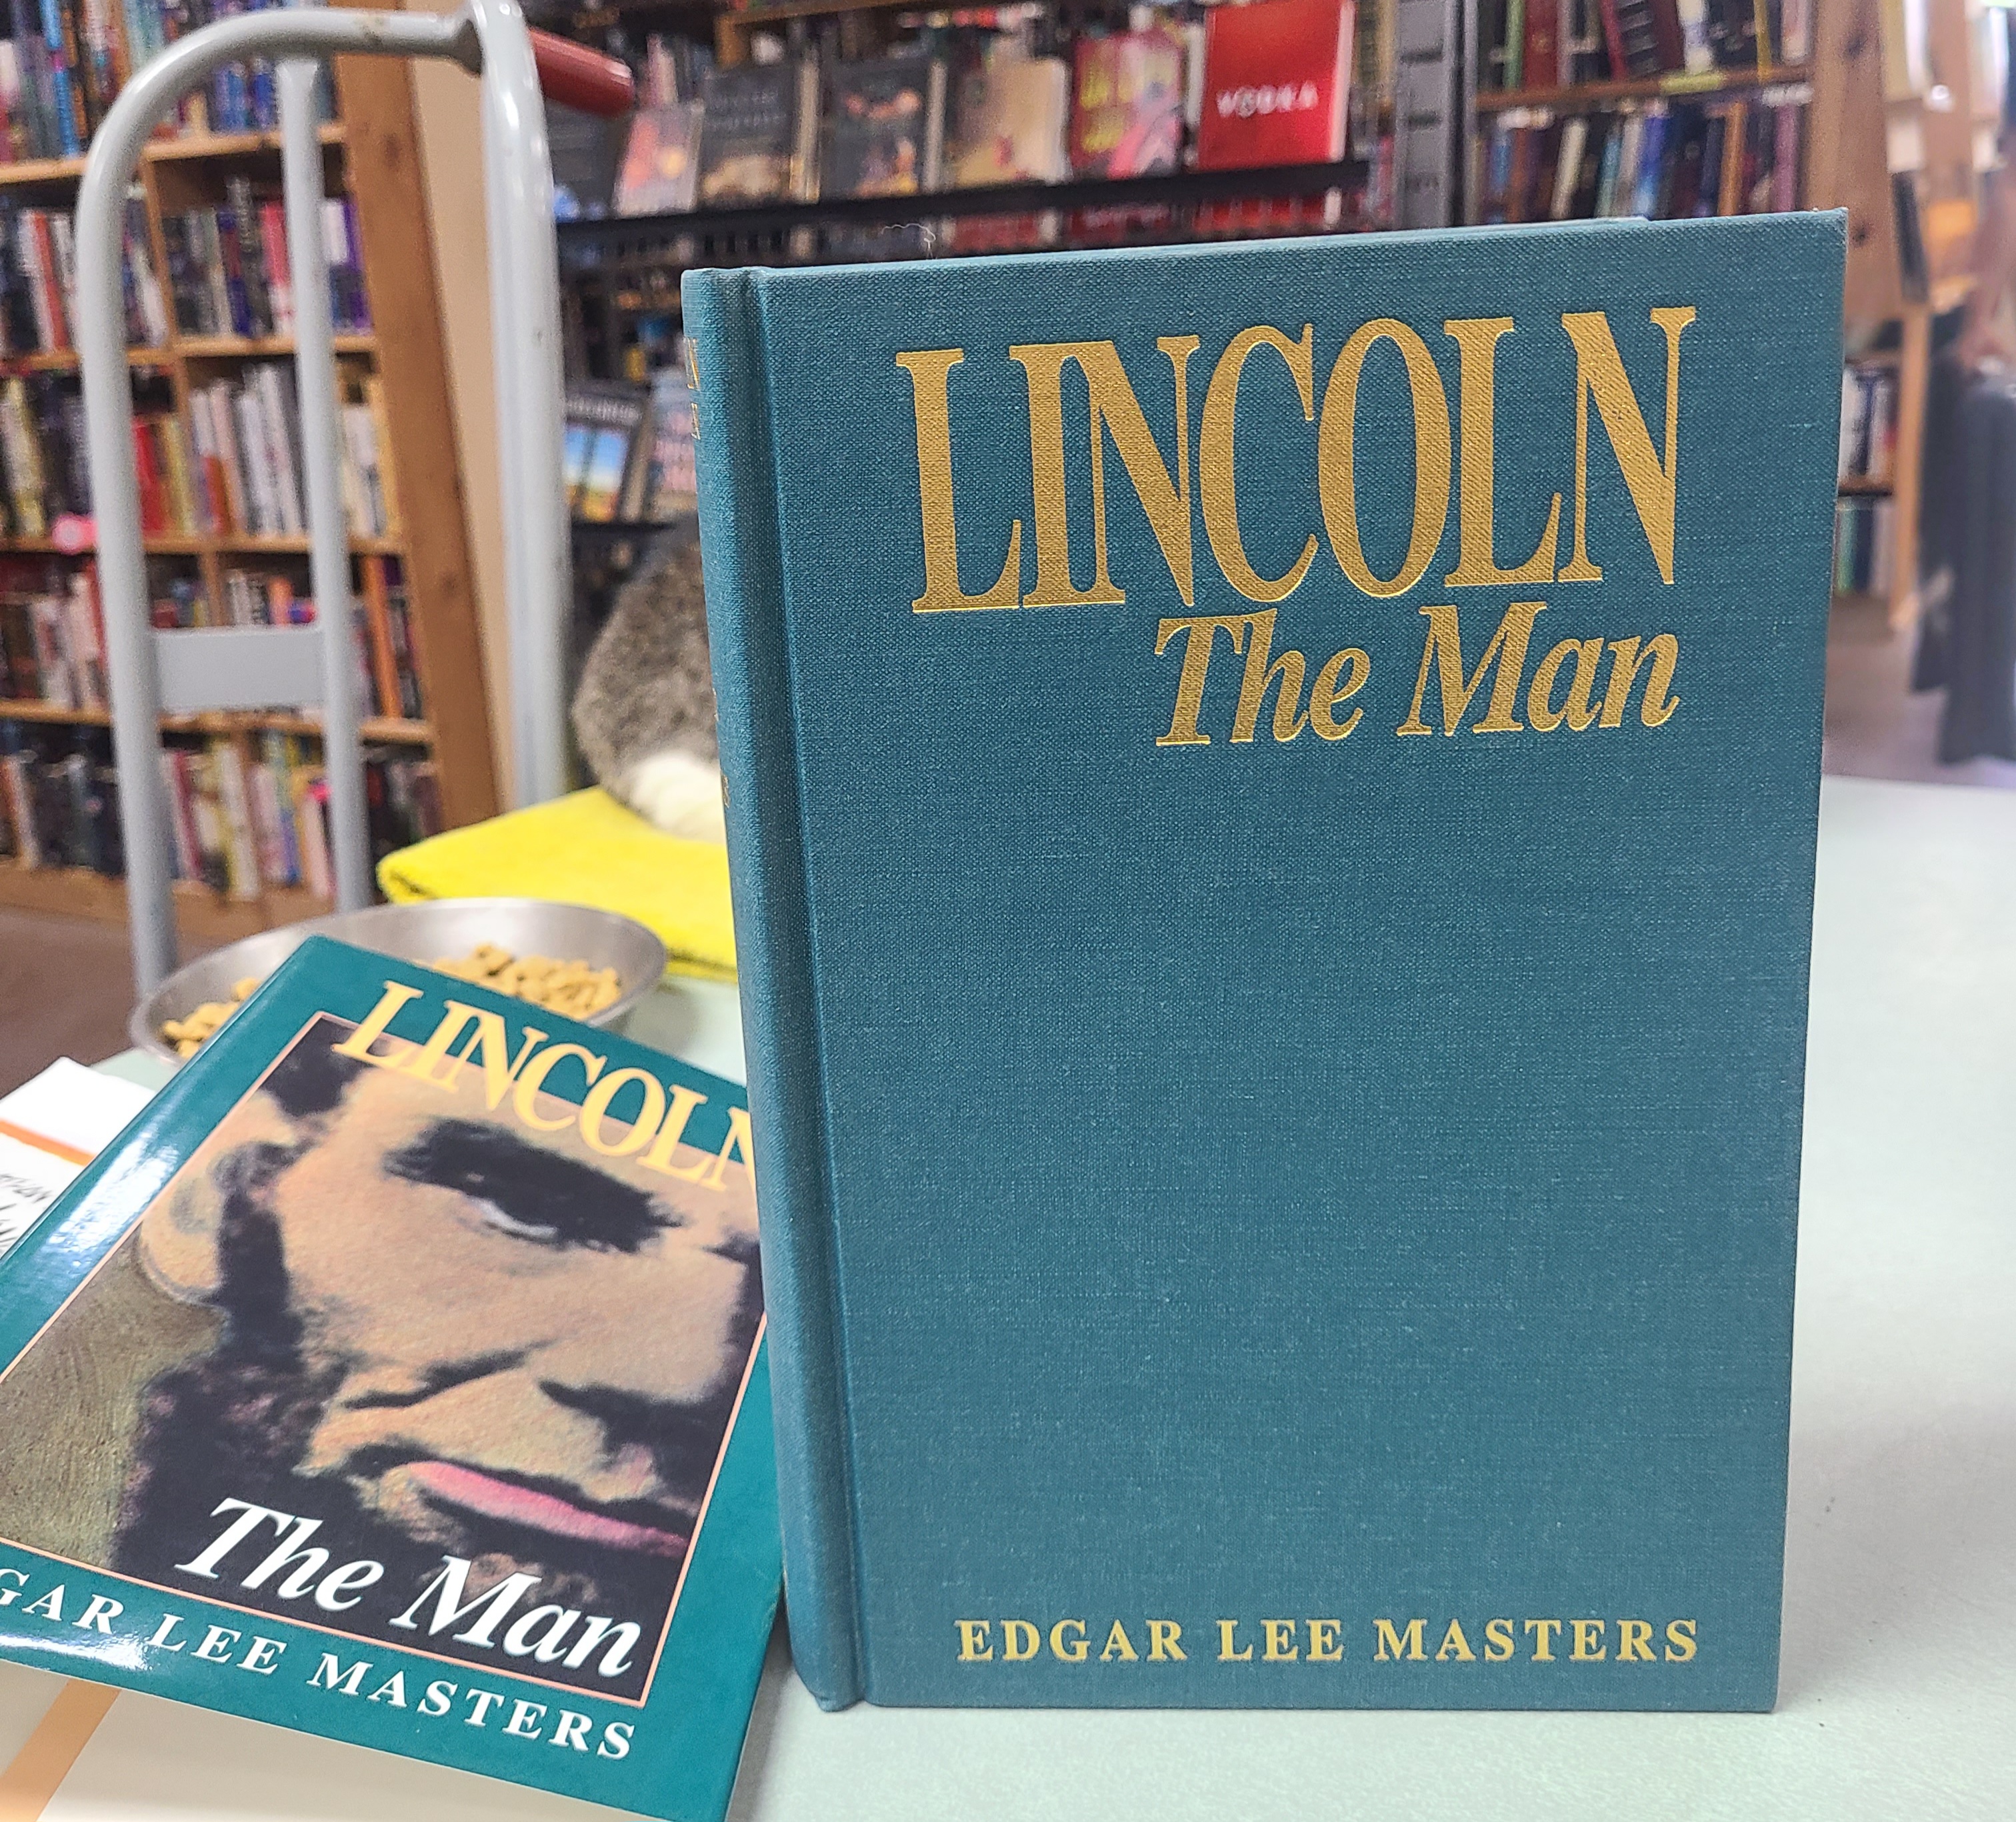 LINCOLN
The Man
EDGAR LEE MASTERS
LINCOLN
The Man
GAR LEE MASTERS
VODKA